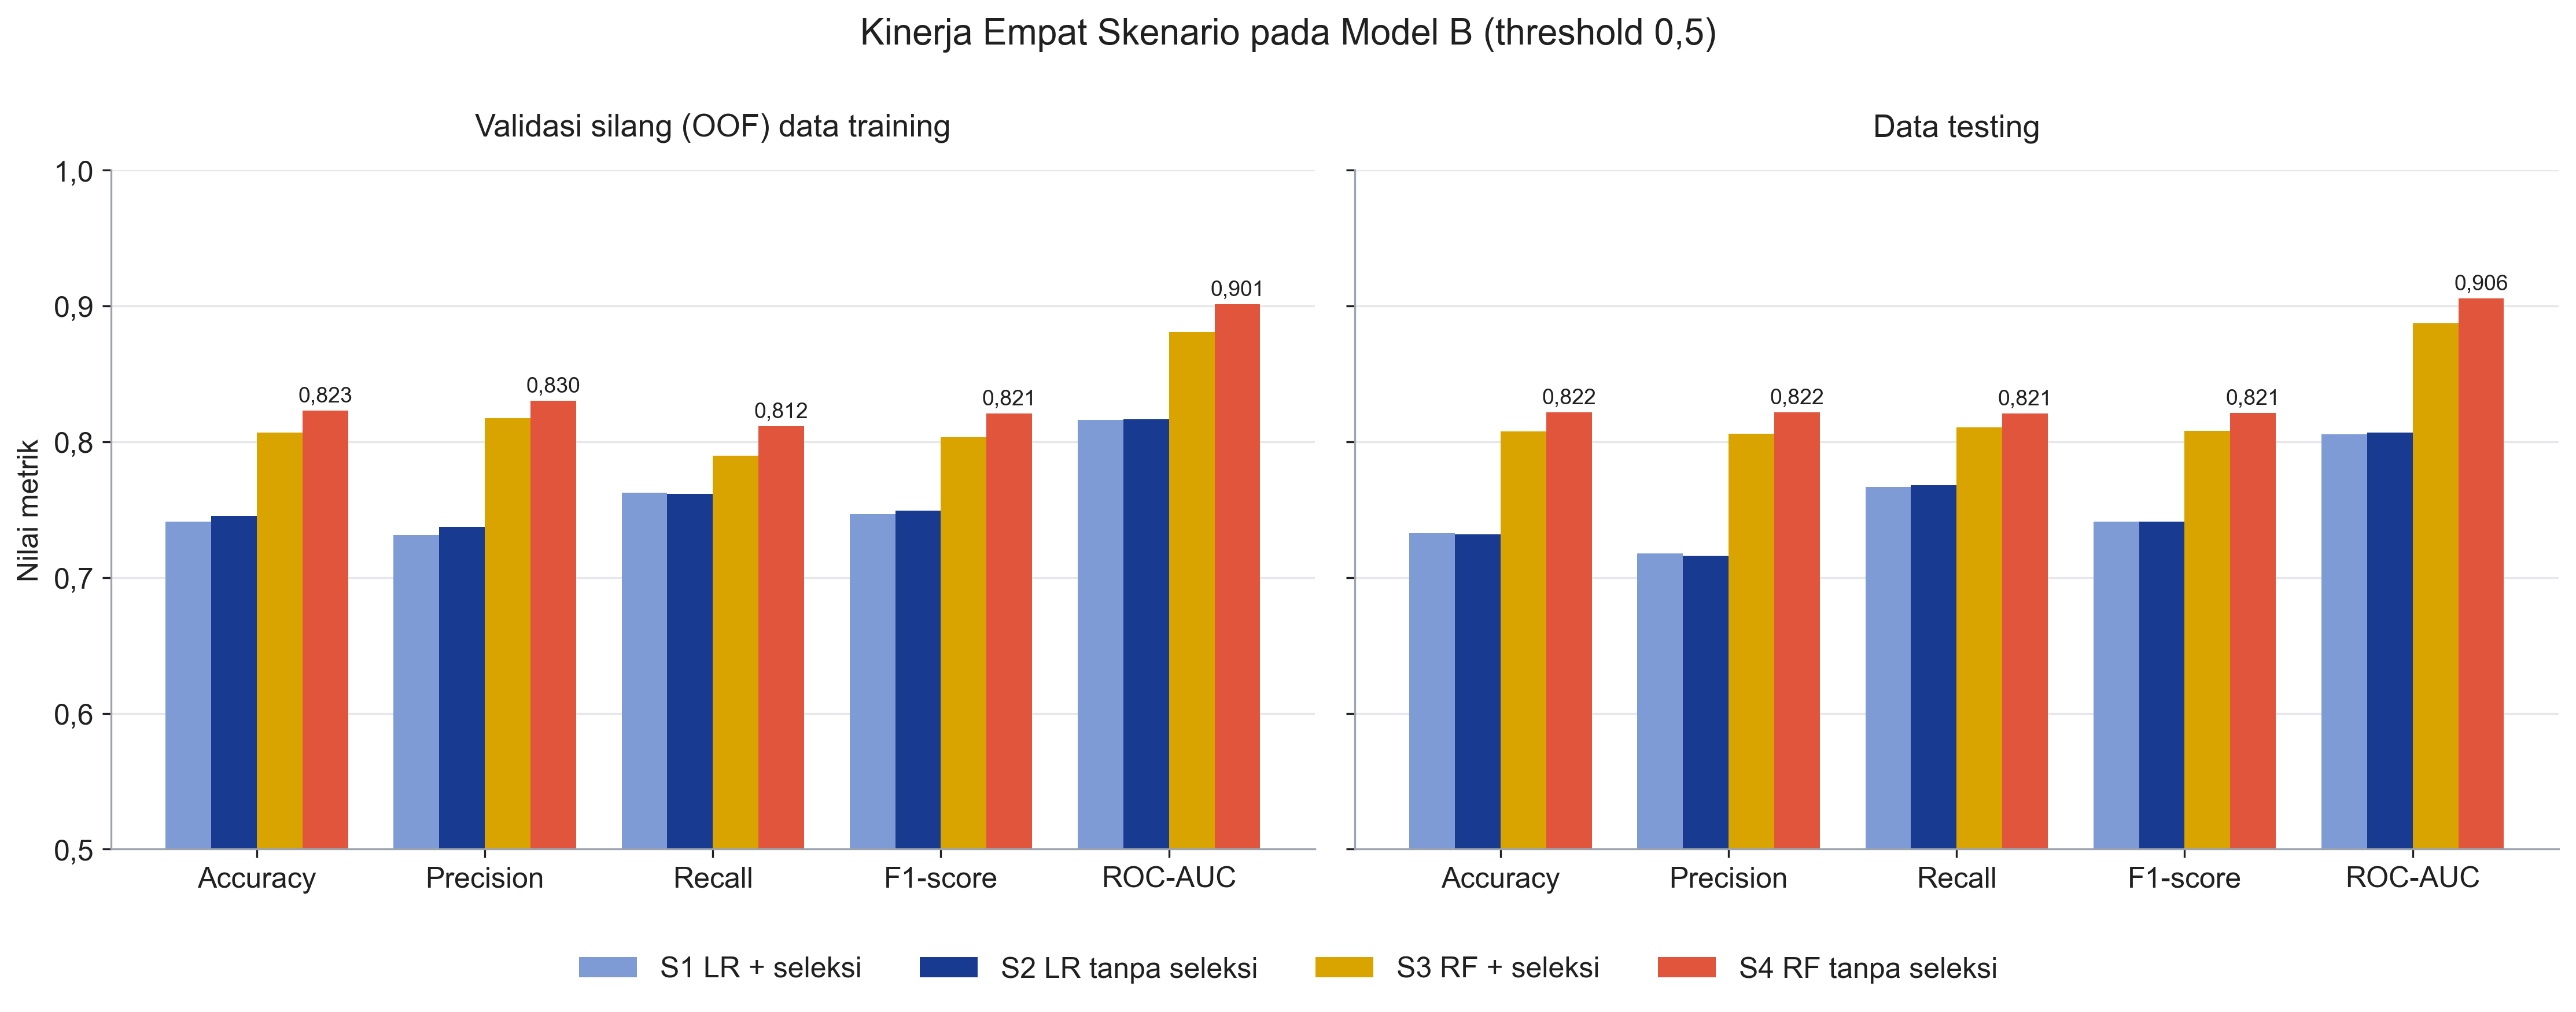 Kinerja Empat Skenario pada Model B (threshold 0,5)
Validasi silang (OOF) data training
Nilai metrik
1,0
0,9
0,8
0,7
0,6
0,5
0,823
0,830
0,812
0,821
0,901
Accuracy
Precision
Recall
F1-score
ROC-AUC
Data testing
0,822
0,822
0,821
0,821
0,906
Accuracy
Precision
Recall
F1-score
ROC-AUC
S1 LR + seleksi
S2 LR tanpa seleksi
S3 RF + seleksi
S4 RF tanpa seleksi